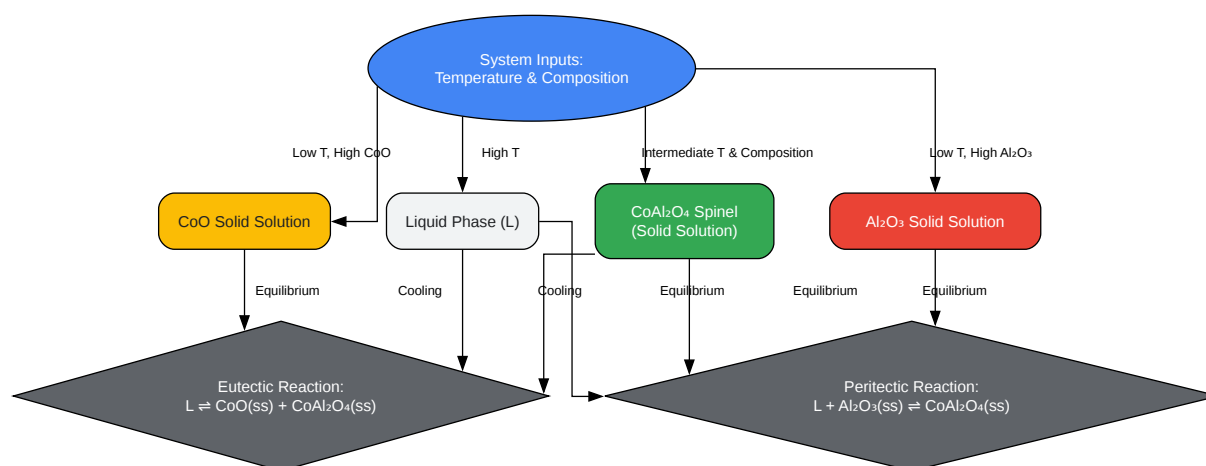 System Inputs:
Temperature & Composition
Low T, High CoO
High T
Intermediate T & Composition
Low T, High Al₂O₃
CoO Solid Solution
Liquid Phase (L)
CoAl₂O₄ Spinel
(Solid Solution)
Al₂O₃ Solid Solution
Equilibrium
Cooling
Cooling
Equilibrium
Equilibrium
Equilibrium
Eutectic Reaction:
L ⇌ CoO(ss) + CoAl₂O₄(ss)
Peritectic Reaction:
L + Al₂O₃(ss) ⇌ CoAl₂O₄(ss)